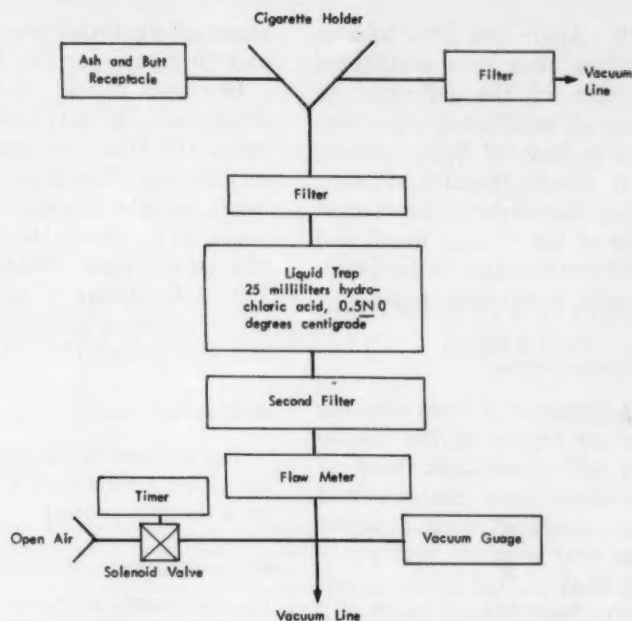 Cigarette Holder
Ash and Butt
Receptacle
Filter
Vacuum
Line
Filter
Liquid Trap
25 milliliters hydro-
chloric acid, 0.5N 0
degrees centigrade
Second Filter
Flow Meter
Timer
Open Air
Solenoid Valve
Vacuum Guage
Vacuum Line